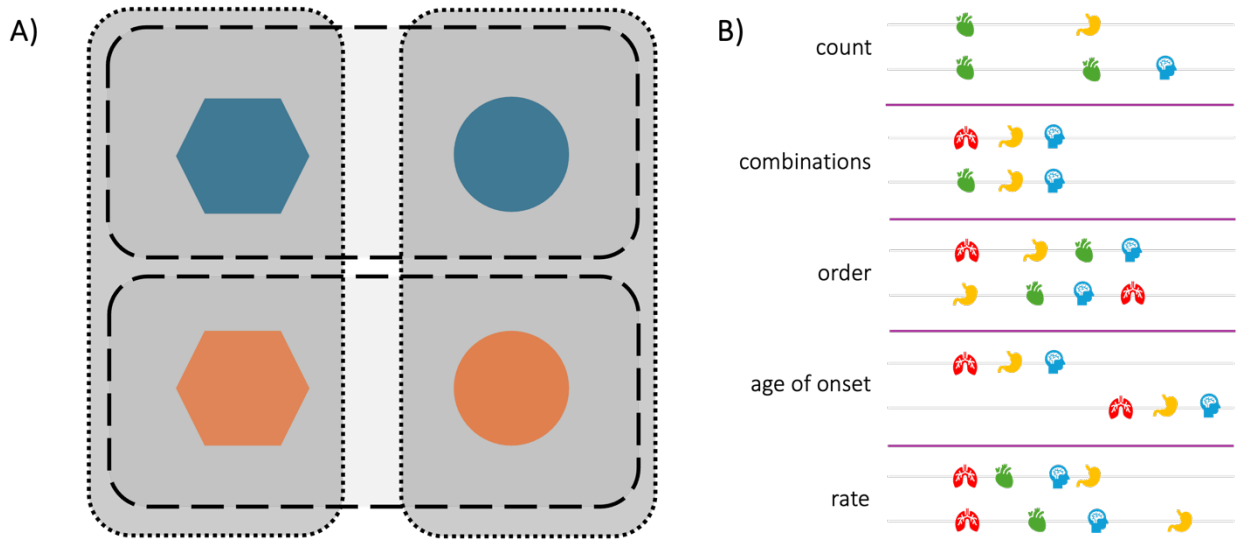 A)
B)
count
combinations
order
age of onset
rate